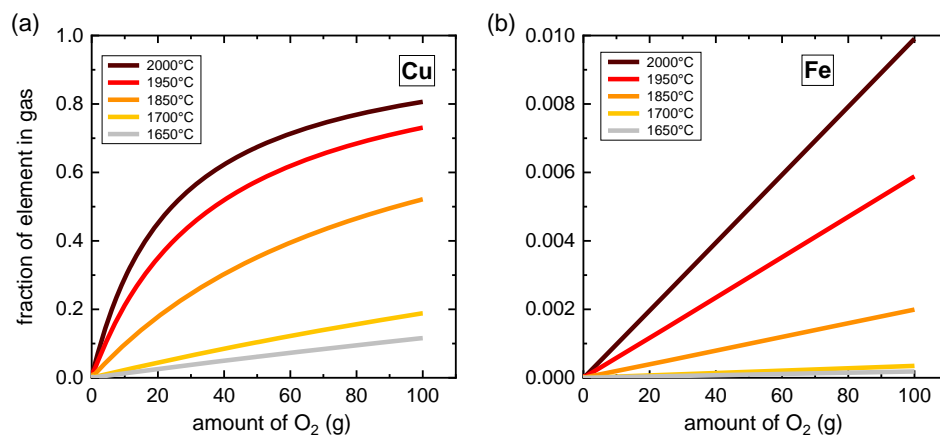 (a)
fraction of element in gas
1.0
0.8
0.6
0.4
0.2
0.0
2000°C
1950°C
1850°C
1700°C
1650°C
Cu
0 20 40 60 80 100
amount of O₂ (g)
(b)
0.010
0.008
0.006
0.004
0.002
0.000
2000°C
1950°C
1850°C
1700°C
1650°C
Fe
0 20 40 60 80 100
amount of O₂ (g)